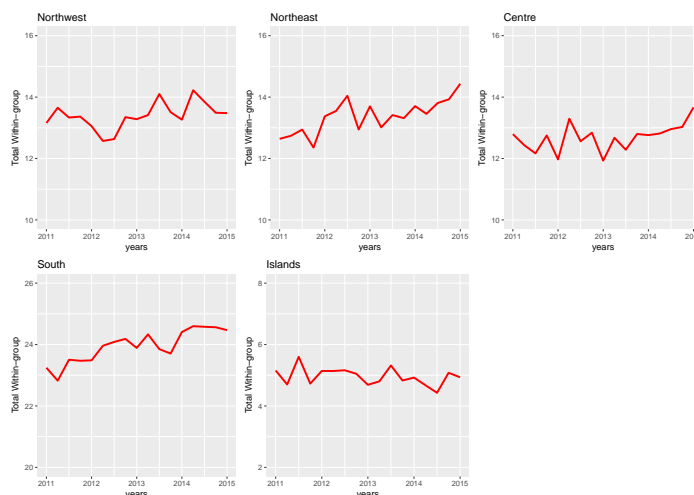 Northwest
Total Within−group
16
14
12
10
2011 2012 2013 2014 2015
years
Northeast
Total Within−group
16
14
12
10
2011 2012 2013 2014 2015
years
Centre
Total Within−group
16
14
12
10
2011 2012 2013 2014 20
years
South
Total Within−group
26
24
22
20
2011 2012 2013 2014 2015
years
Islands
Total Within−group
8
6
4
2
2011 2012 2013 2014 2015
years